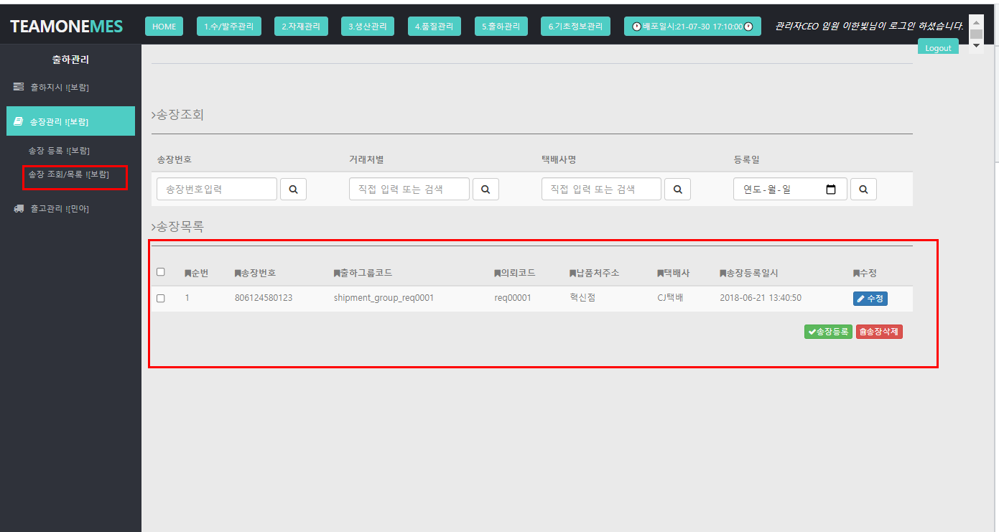 TEAMONEMES
HOME 1.수/발주관리 2.자재관리 3.생산관리 4.품질관리 5.출하관리 6.기초정보관리 배포일시:21-07-30 17:10:00 관리자CEO 임원 이한빛님이 로그인 하셨습니다.
Logout
출하관리
출하지시 ![보람]
송장관리 ![보람]
송장 등록 ![보람]
송장 조회/목록 ![보람]
출고관리 ![민아]
>송장조회
송장번호 거래처별 택배사명 등록일
송장번호입력 직접 입력 또는 검색 직접 입력 또는 검색 연도-월-일
>송장목록
순번 송장번호 출하그룹코드 의뢰코드 납품처주소 택배사 송장등록일시 수정
1 806124580123 shipment_group_req0001 req00001 혁신점 CJ택배 2018-06-21 13:40:50 수정
송장등록 송장삭제